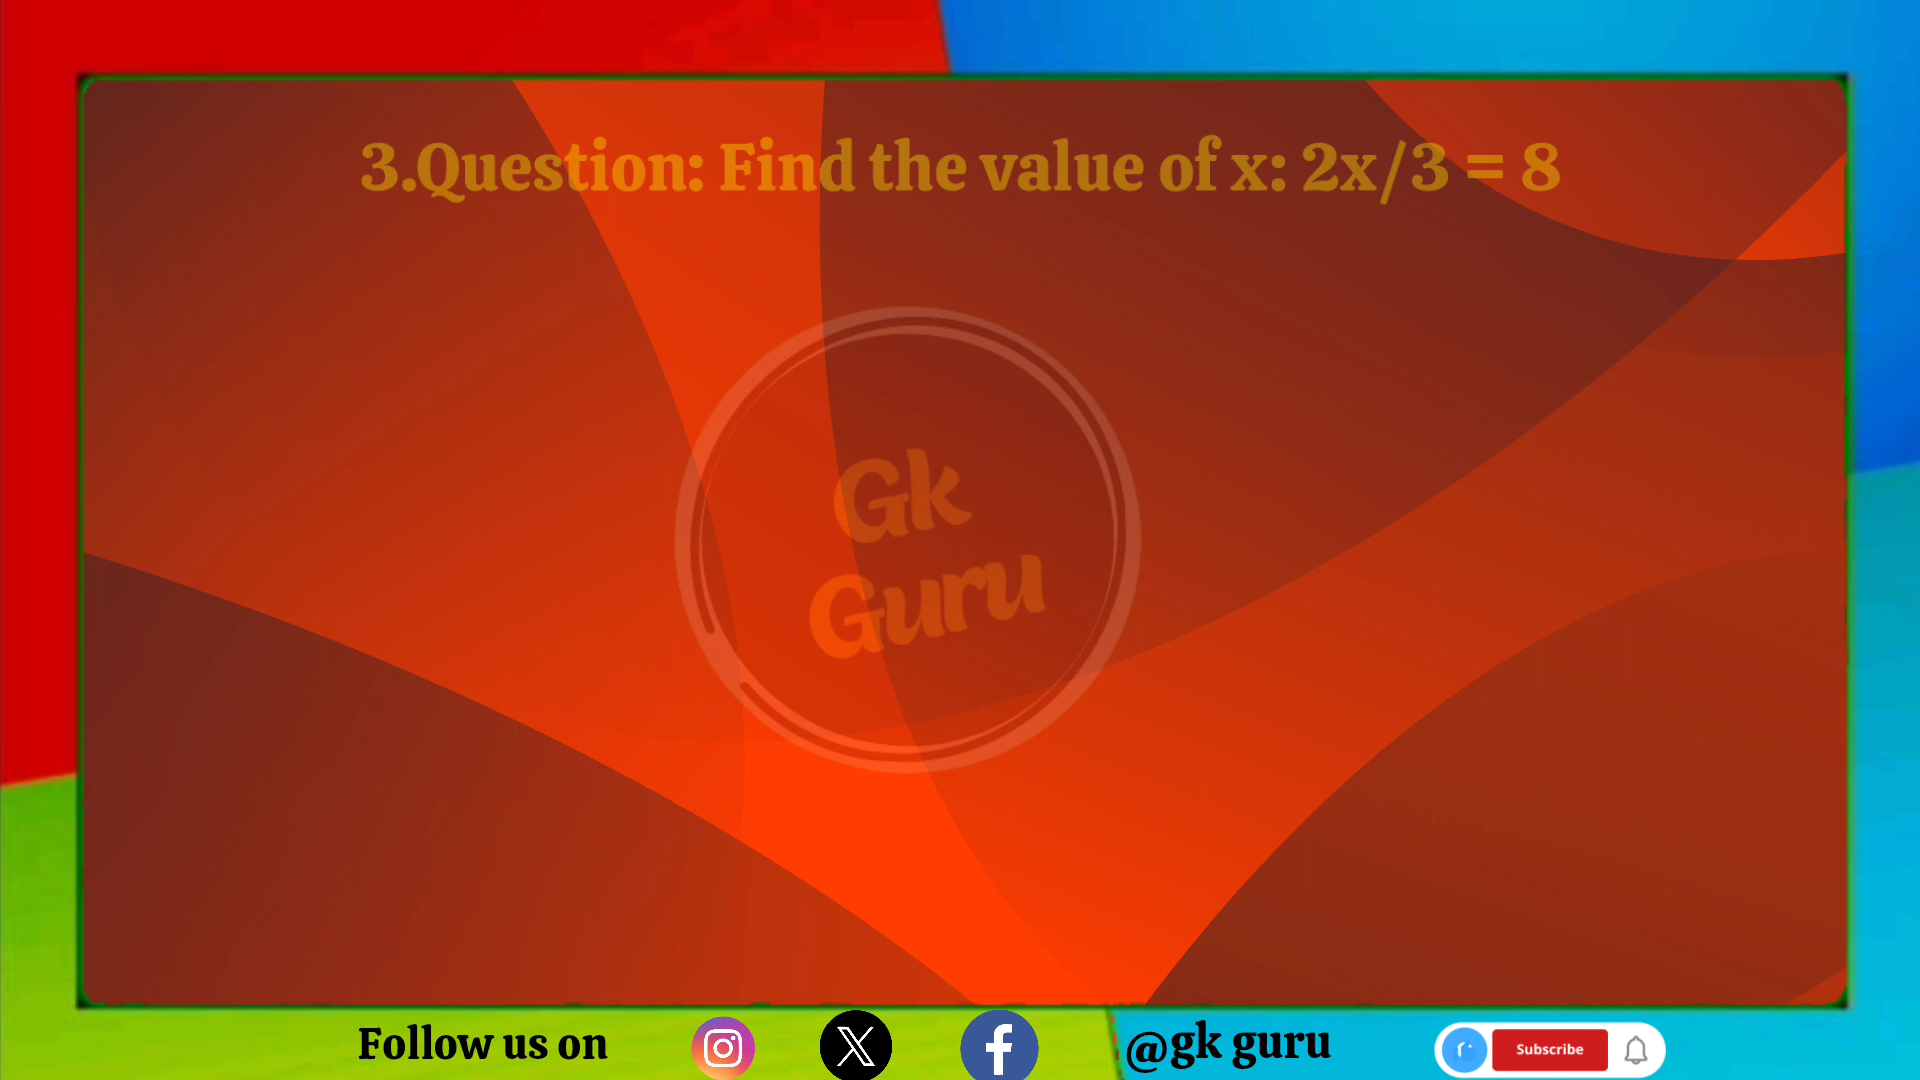 3.Question: Find the value of x: 2x/3 = 8
Gk
Guru
Follow us on
@gk guru
Subscribe